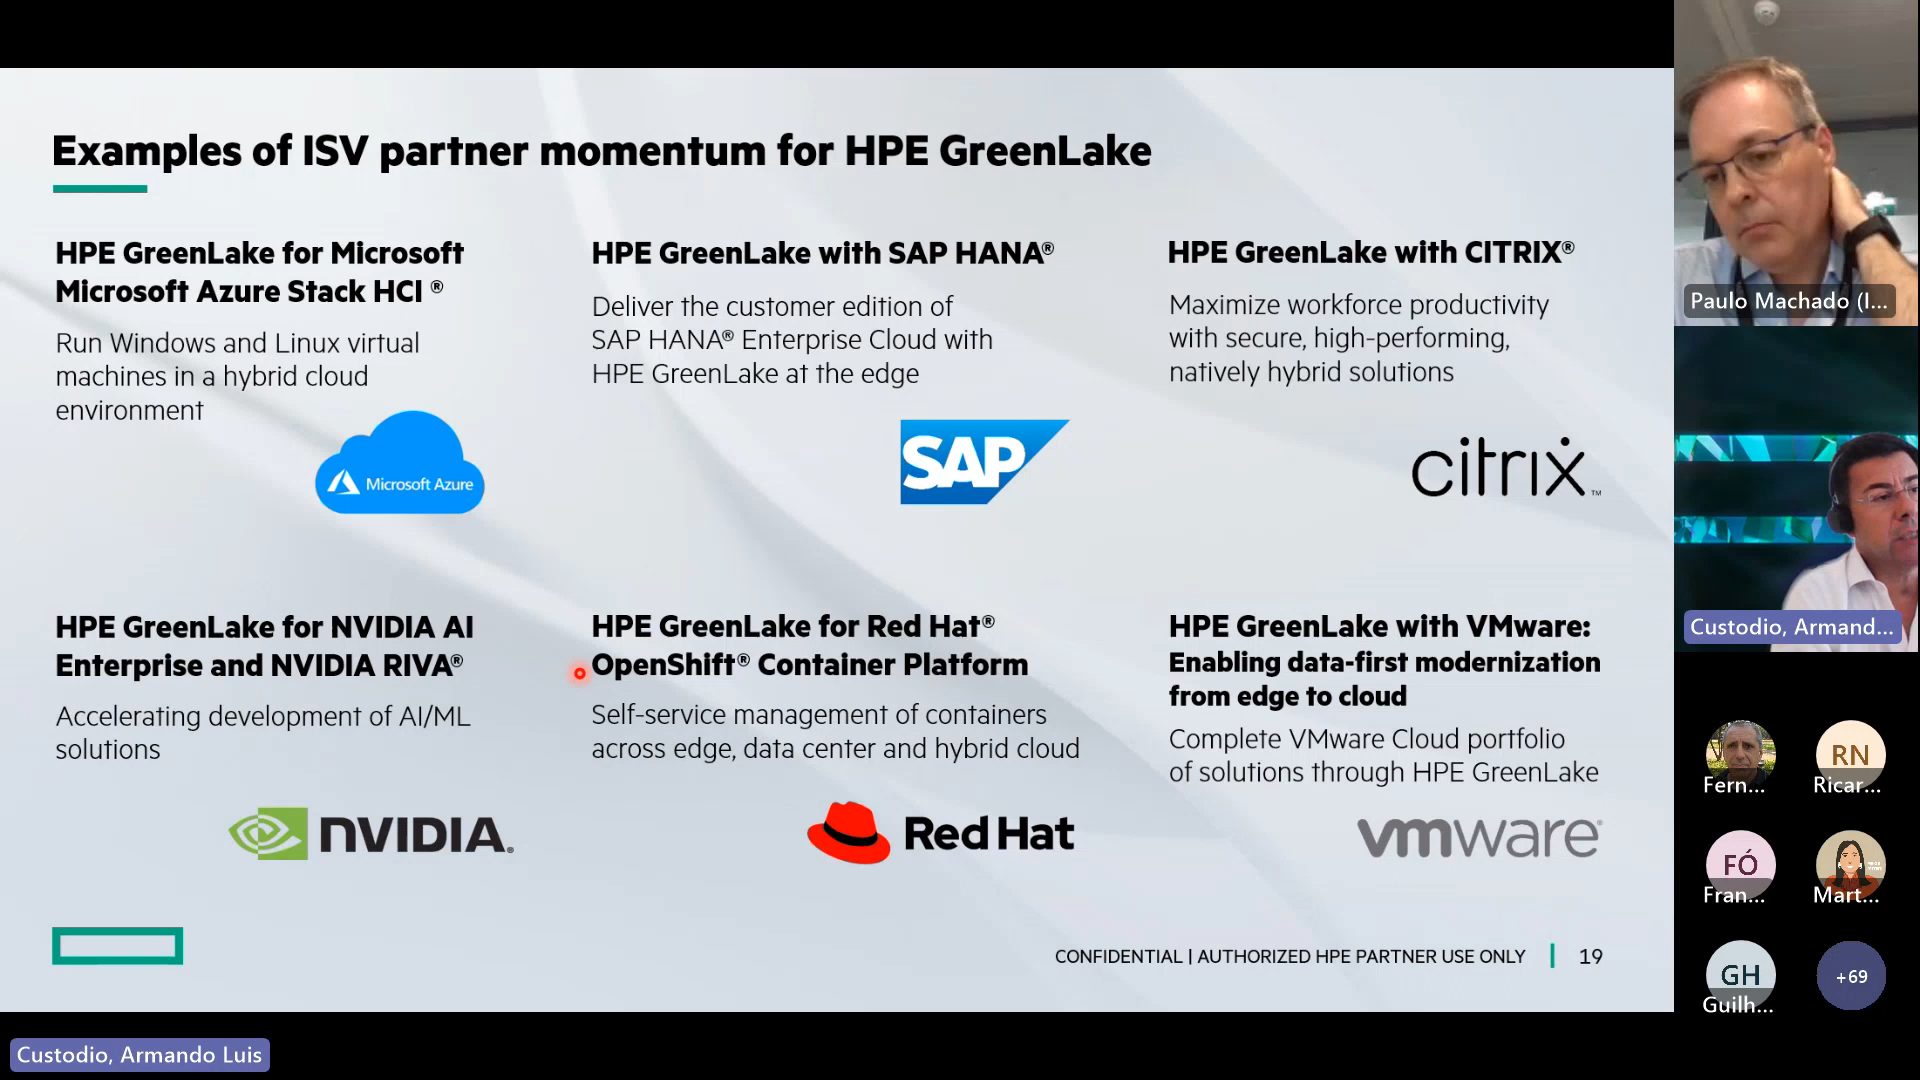 Examples of ISV partner momentum for HPE GreenLake
HPE GreenLake for Microsoft
Microsoft Azure Stack HCI ®
Run Windows and Linux virtual
machines in a hybrid cloud
environment
Microsoft Azure
HPE GreenLake with SAP HANA®
Deliver the customer edition of
SAP HANA® Enterprise Cloud with
HPE GreenLake at the edge
SAP
HPE GreenLake with CITRIX®
Maximize workforce productivity
with secure, high-performing,
natively hybrid solutions
citrix™
HPE GreenLake for NVIDIA AI
Enterprise and NVIDIA RIVA®
Accelerating development of AI/ML
solutions
NVIDIA.
HPE GreenLake for Red Hat®
OpenShift® Container Platform
Self-service management of containers
across edge, data center and hybrid cloud
Red Hat
HPE GreenLake with VMware:
Enabling data-first modernization
from edge to cloud
Complete VMware Cloud portfolio
of solutions through HPE GreenLake
vmware®
CONFIDENTIAL | AUTHORIZED HPE PARTNER USE ONLY
19
Custodio, Armando Luis
Paulo Machado (I...
Custodio, Armand...
Fern...
RN
Ricar...
FÓ
Fran...
Mart...
GH
Guilh...
+69